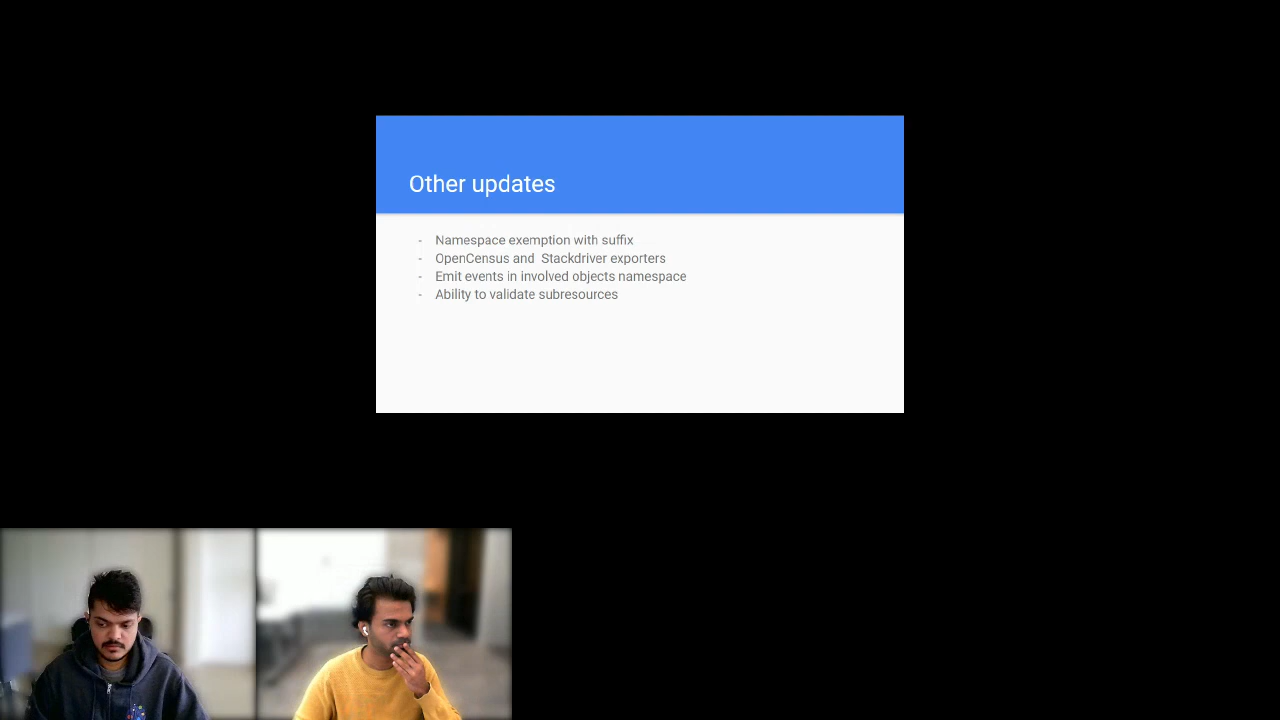 Other updates
- Namespace exemption with suffix
- OpenCensus and  Stackdriver exporters
- Emit events in involved objects namespace
- Ability to validate subresources